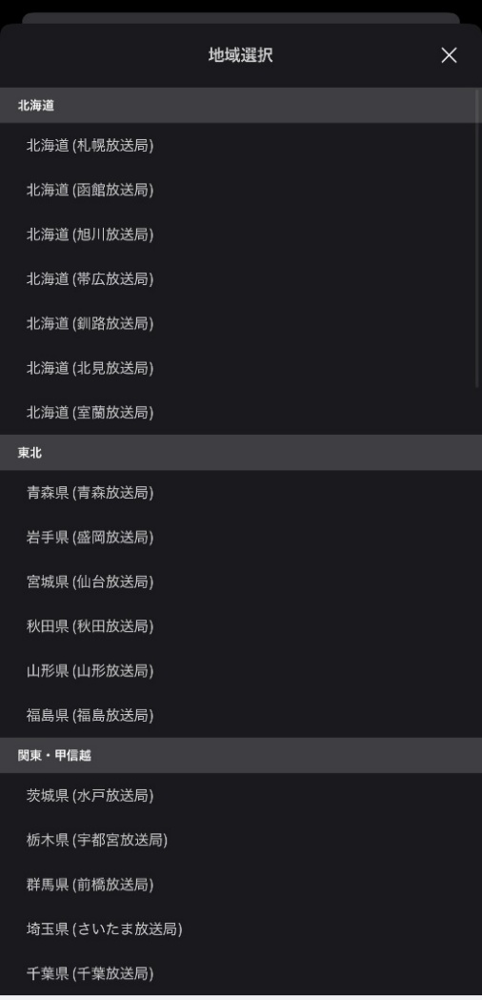 地域選択
北海道
北海道 (札幌放送局)
北海道 (函館放送局)
北海道 (旭川放送局)
北海道 (帯広放送局)
北海道 (釧路放送局)
北海道 (北見放送局)
北海道 (室蘭放送局)
東北
青森県 (青森放送局)
岩手県 (盛岡放送局)
宮城県 (仙台放送局)
秋田県 (秋田放送局)
山形県 (山形放送局)
福島県 (福島放送局)
関東・甲信越
茨城県 (水戸放送局)
栃木県 (宇都宮放送局)
群馬県 (前橋放送局)
埼玉県 (さいたま放送局)
千葉県 (千葉放送局)